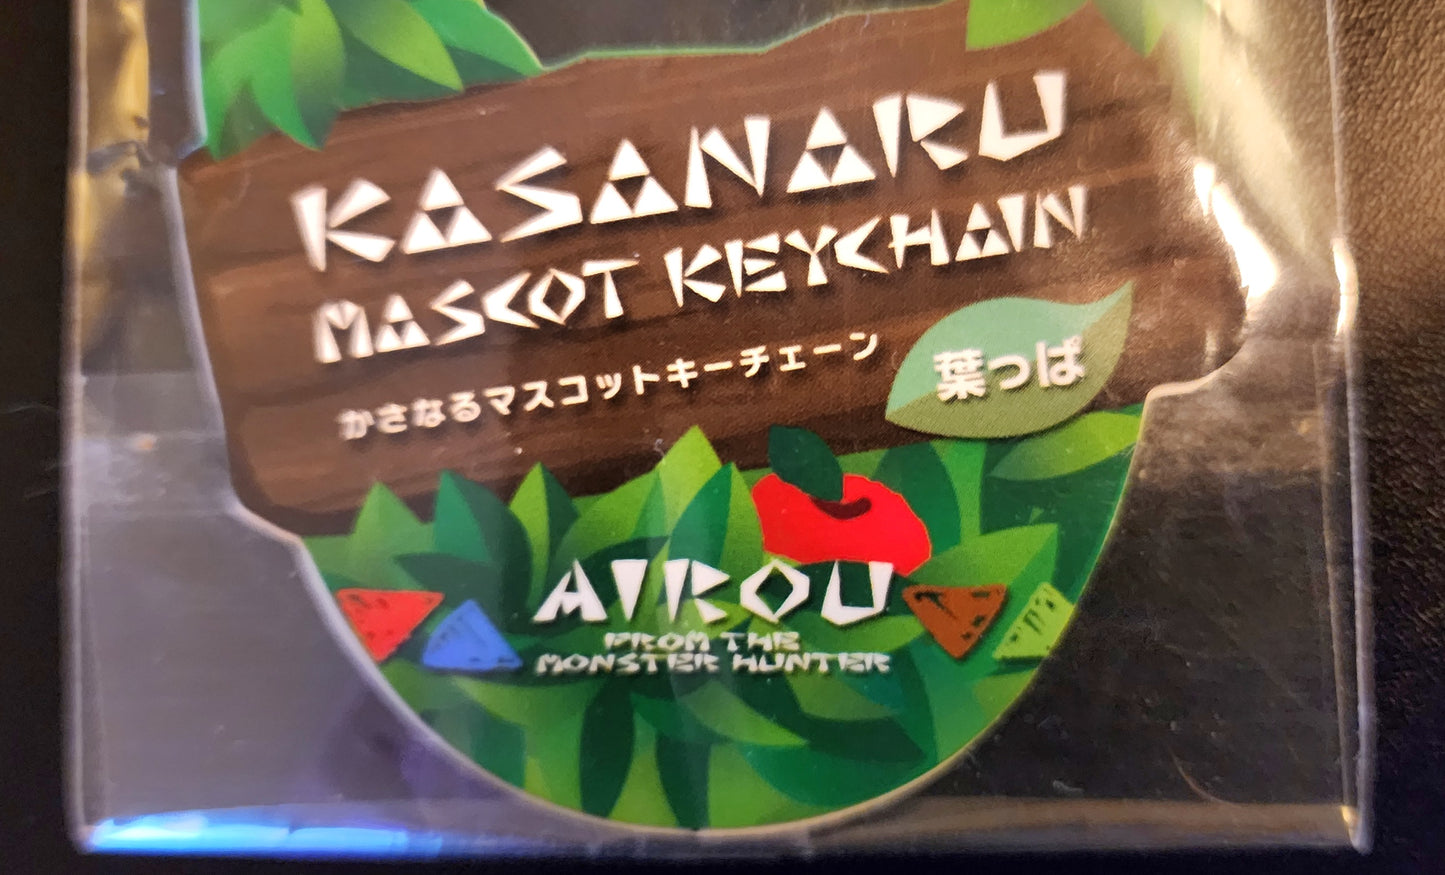 KASANARU
MASCOT KEYCHAIN
かさなるマスコットキーチェーン
葉っぱ
AIROU
FROM THE
MONSTER HUNTER